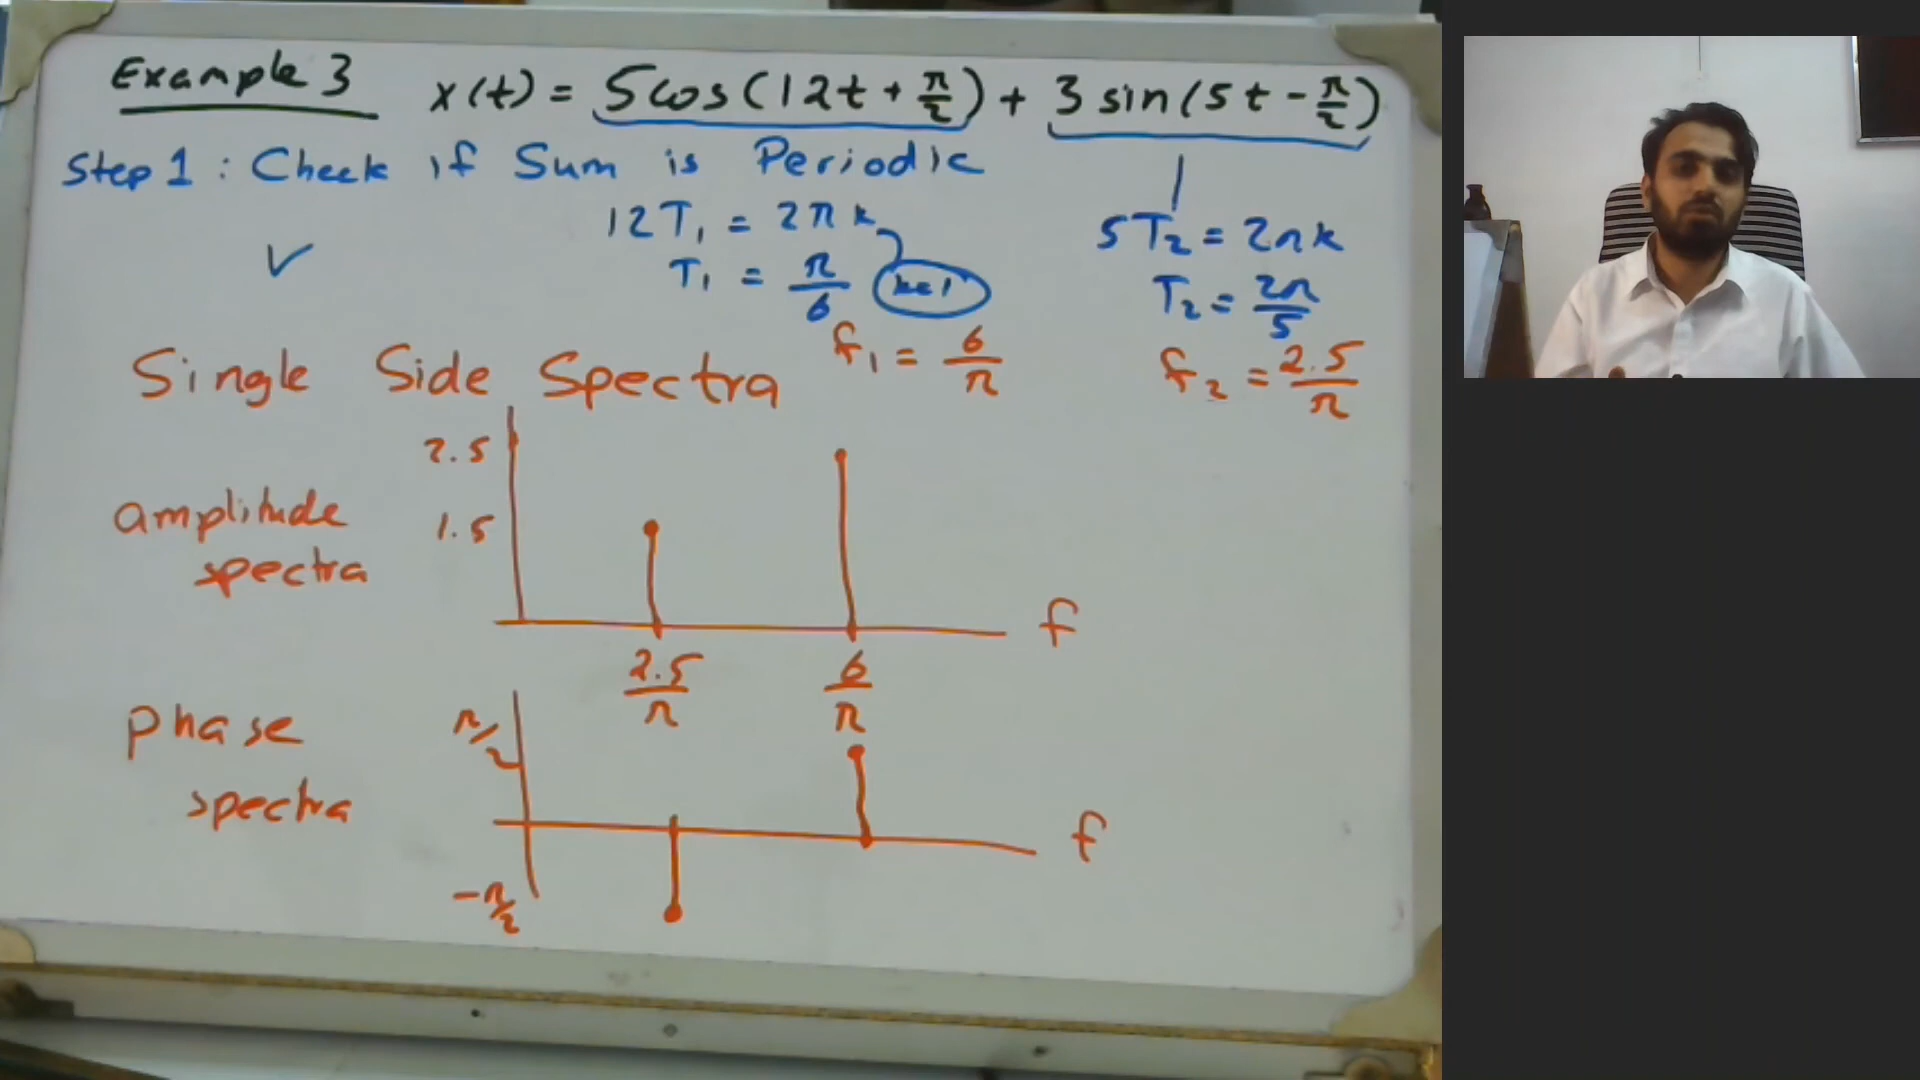 Example 3 x(t) = 5cos(12t + π/2) + 3 sin(5t - π/2)
Step 1 : Check if Sum is Periodic
12T₁ = 2πk
5T₂ = 2πk
✓
T₁ = π/6 k=1
T₂ = 2π/5
Single Side Spectra
f₁ = 6/π
f₂ = 2.5/π
2.5
amplitude
spectra
1.5
f
2.5/π 6/π
phase
spectra
π/2
f
-π/2